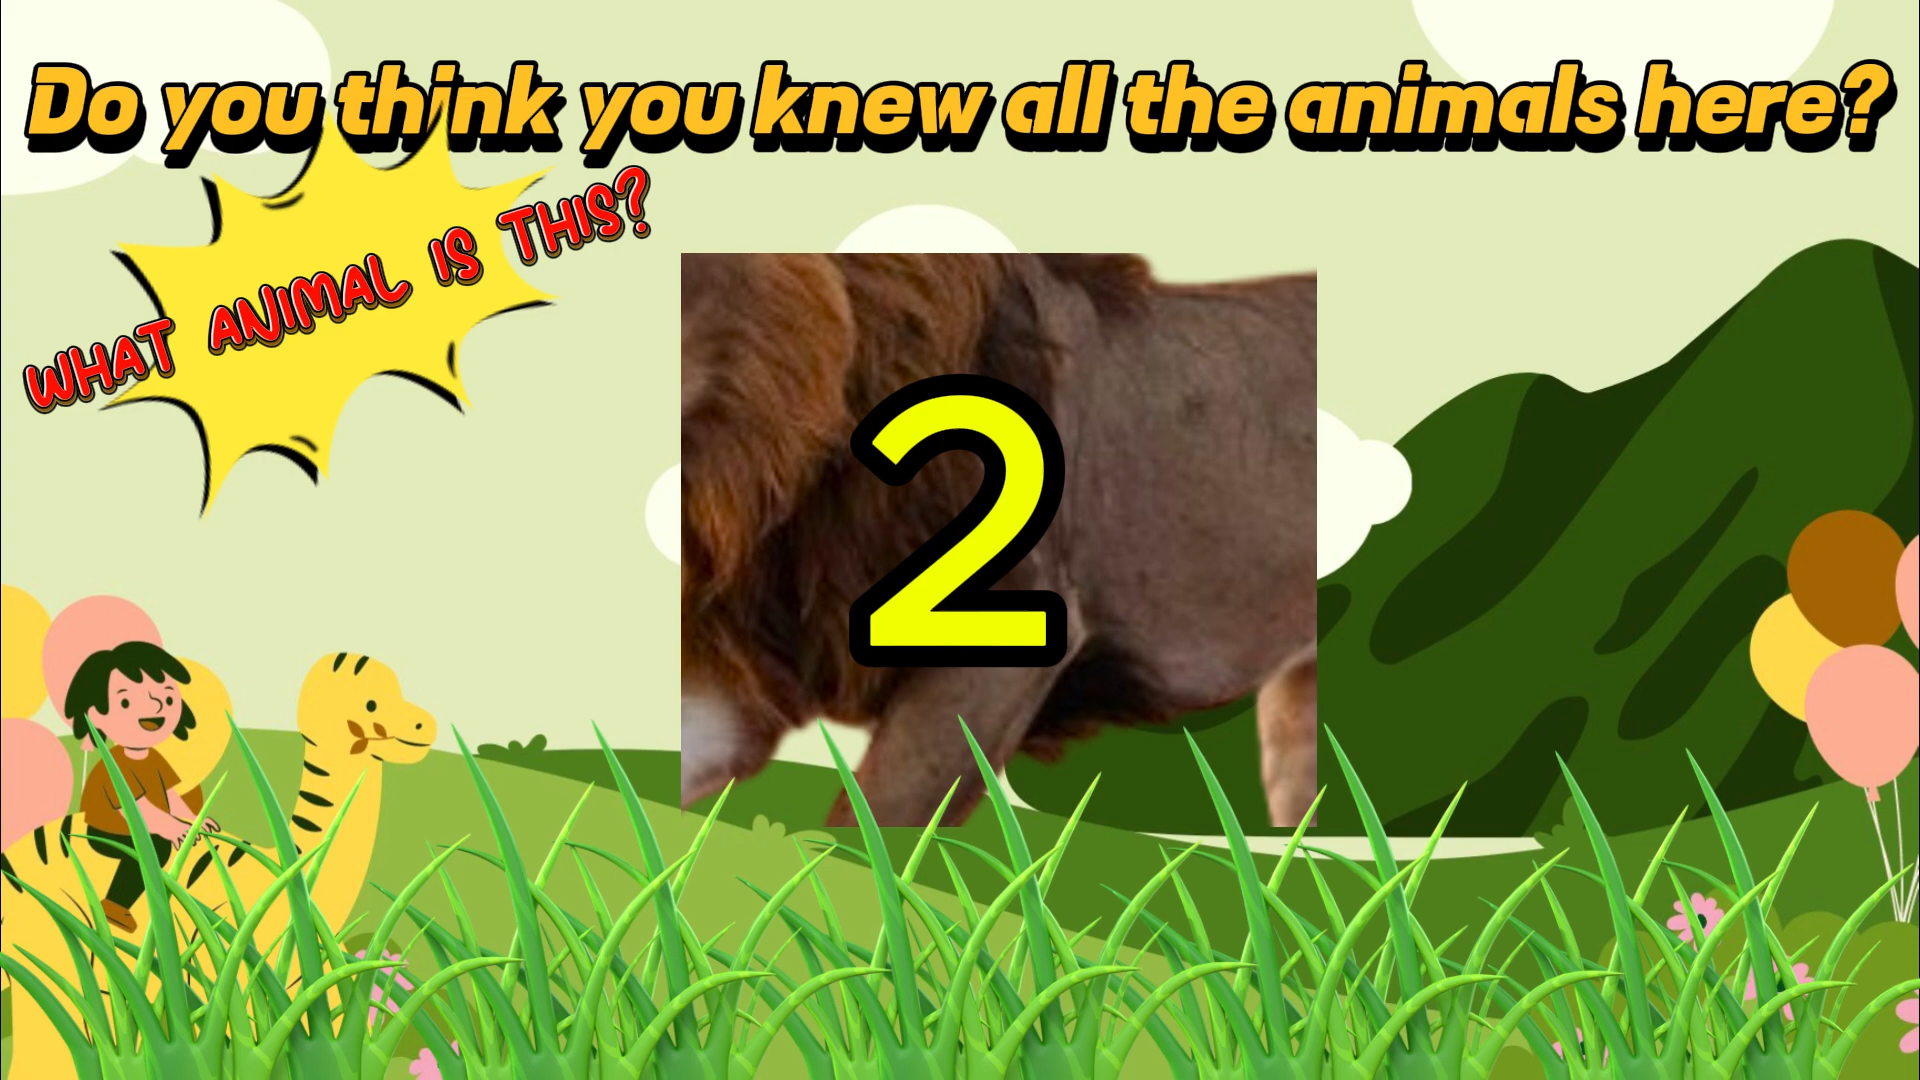 Do you think you knew all the animals here?
WHAT ANIMAL IS THIS?
2